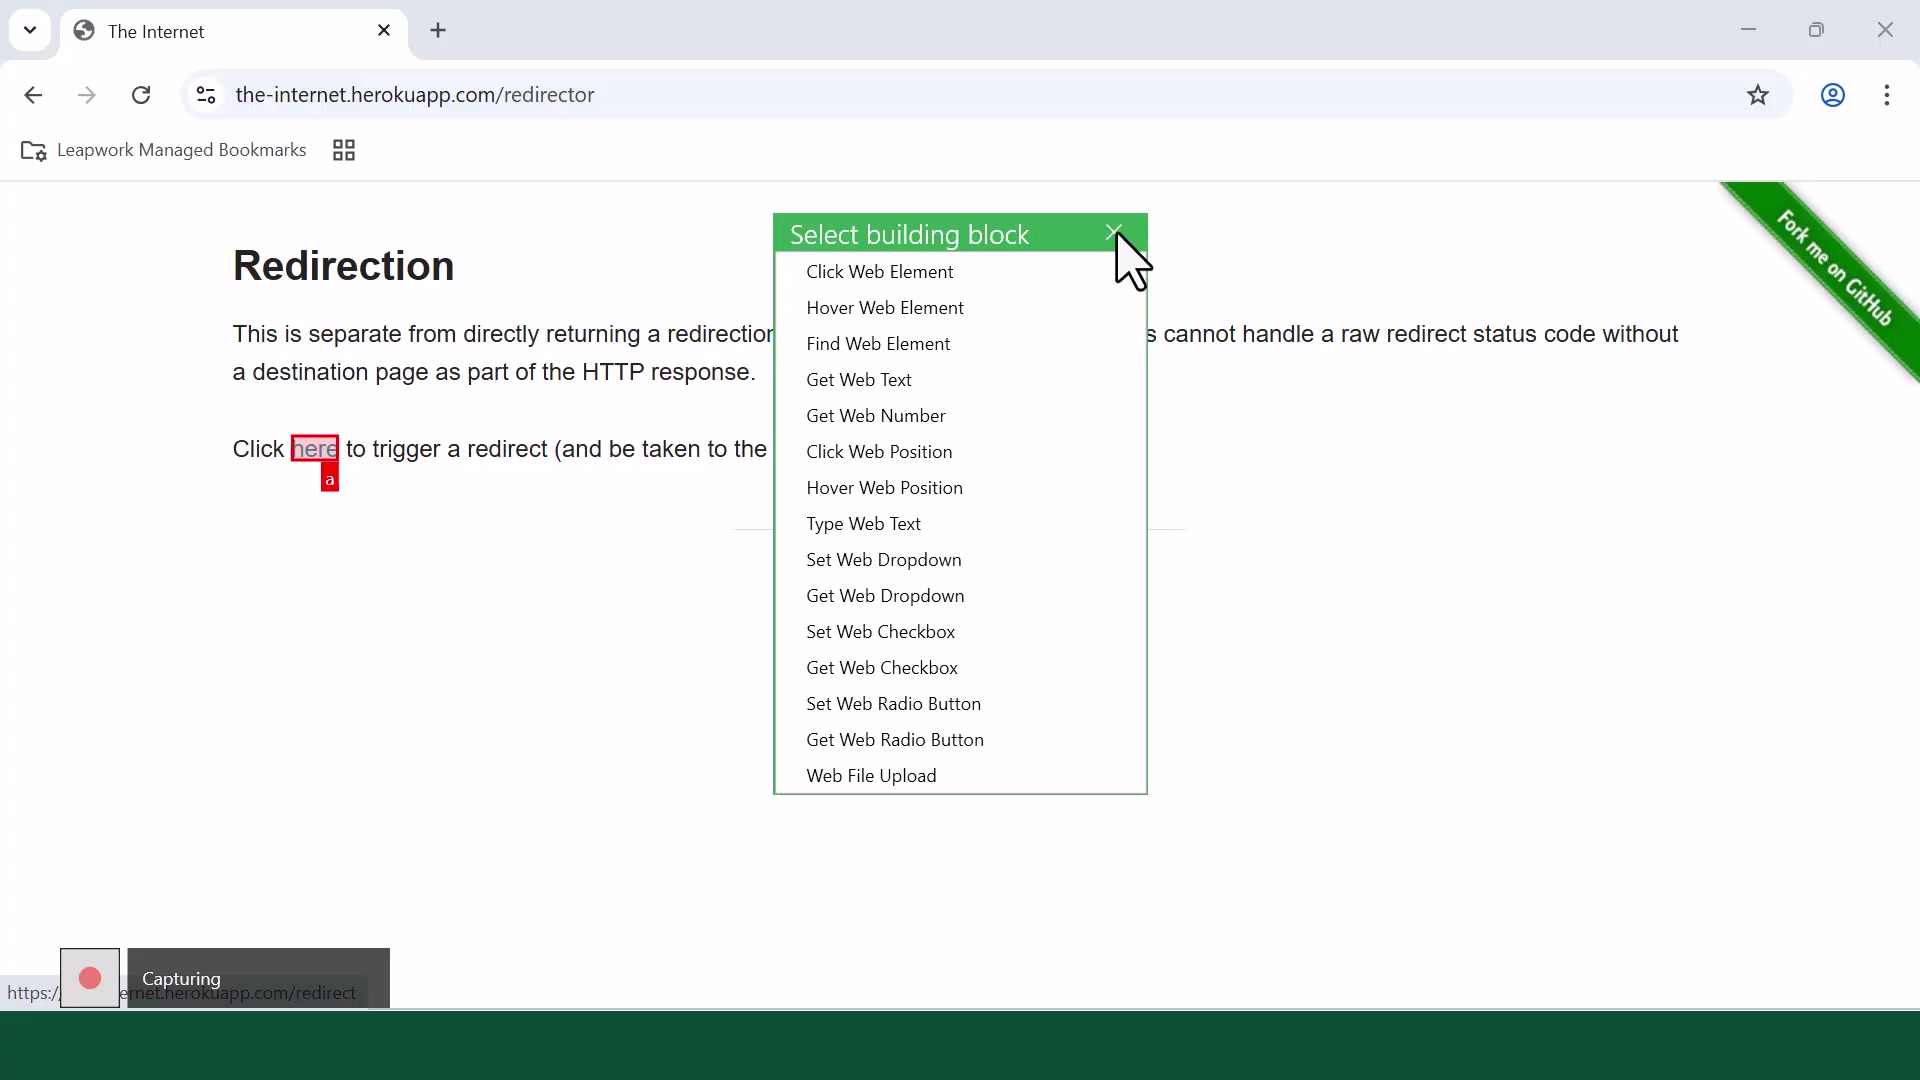 The Internet
the-internet.herokuapp.com/redirector
Leapwork Managed Bookmarks
Fork me on GitHub
Redirection
This is separate from directly returning a redirection
s cannot handle a raw redirect status code without
a destination page as part of the HTTP response.
Click here to trigger a redirect (and be taken to the
a
Select building block
Click Web Element
Hover Web Element
Find Web Element
Get Web Text
Get Web Number
Click Web Position
Hover Web Position
Type Web Text
Set Web Dropdown
Get Web Dropdown
Set Web Checkbox
Get Web Checkbox
Set Web Radio Button
Get Web Radio Button
Web File Upload
Capturing
https:/ ernet.herokuapp.com/redirect